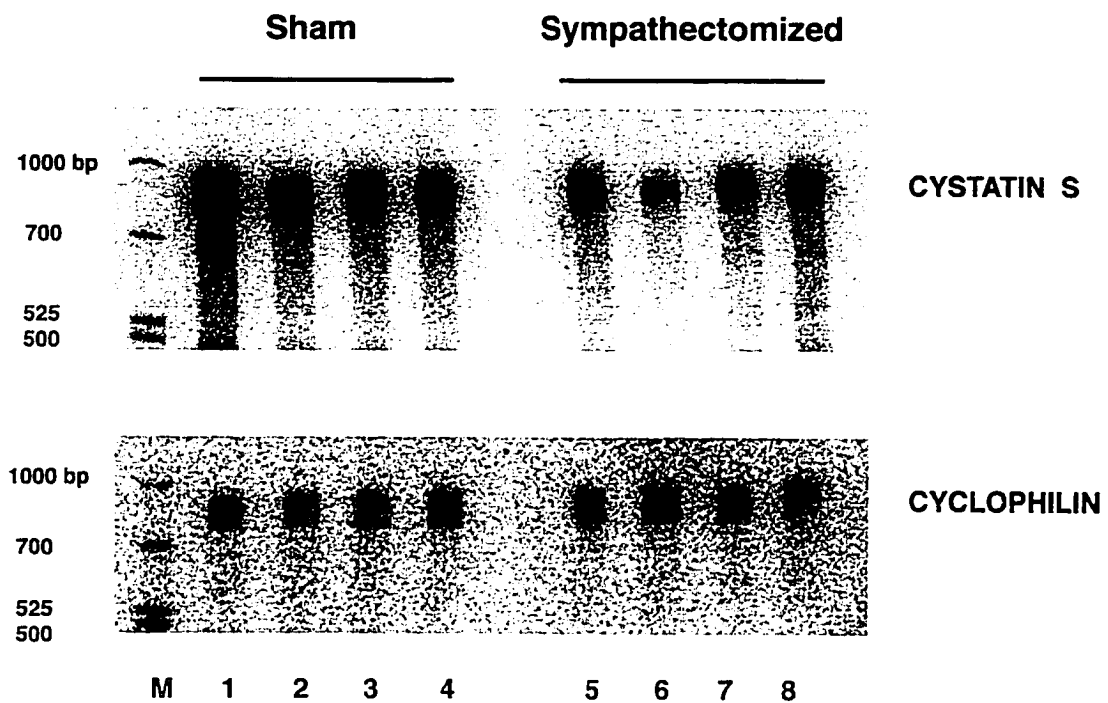 Sham Sympathectomized
1000 bp
700
525
500
CYSTATIN S
1000 bp
700
525
500
CYCLOPHILIN
M 1 2 3 4 5 6 7 8